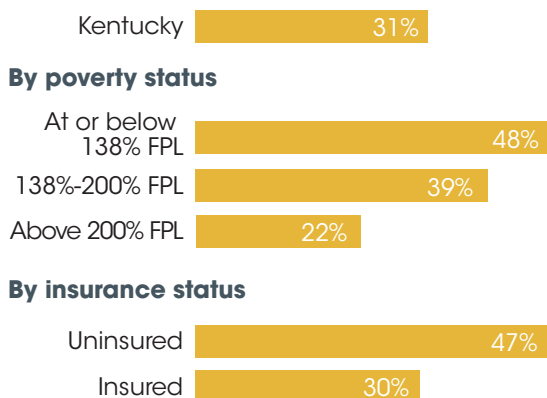 Kentucky 31%
By poverty status
At or below
138% FPL 48%
138%-200% FPL 39%
Above 200% FPL 22%
By insurance status
Uninsured 47%
Insured 30%